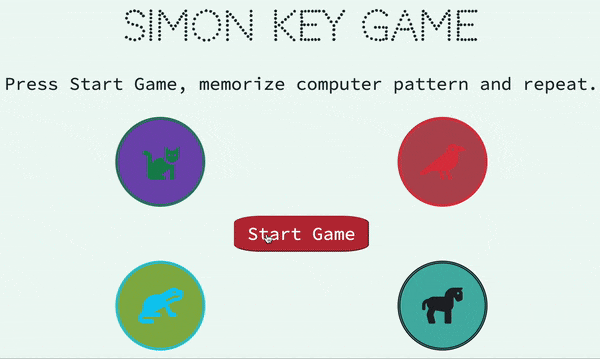 SIMON KEY GAME
Press Start Game, memorize computer pattern and repeat.
Start Game